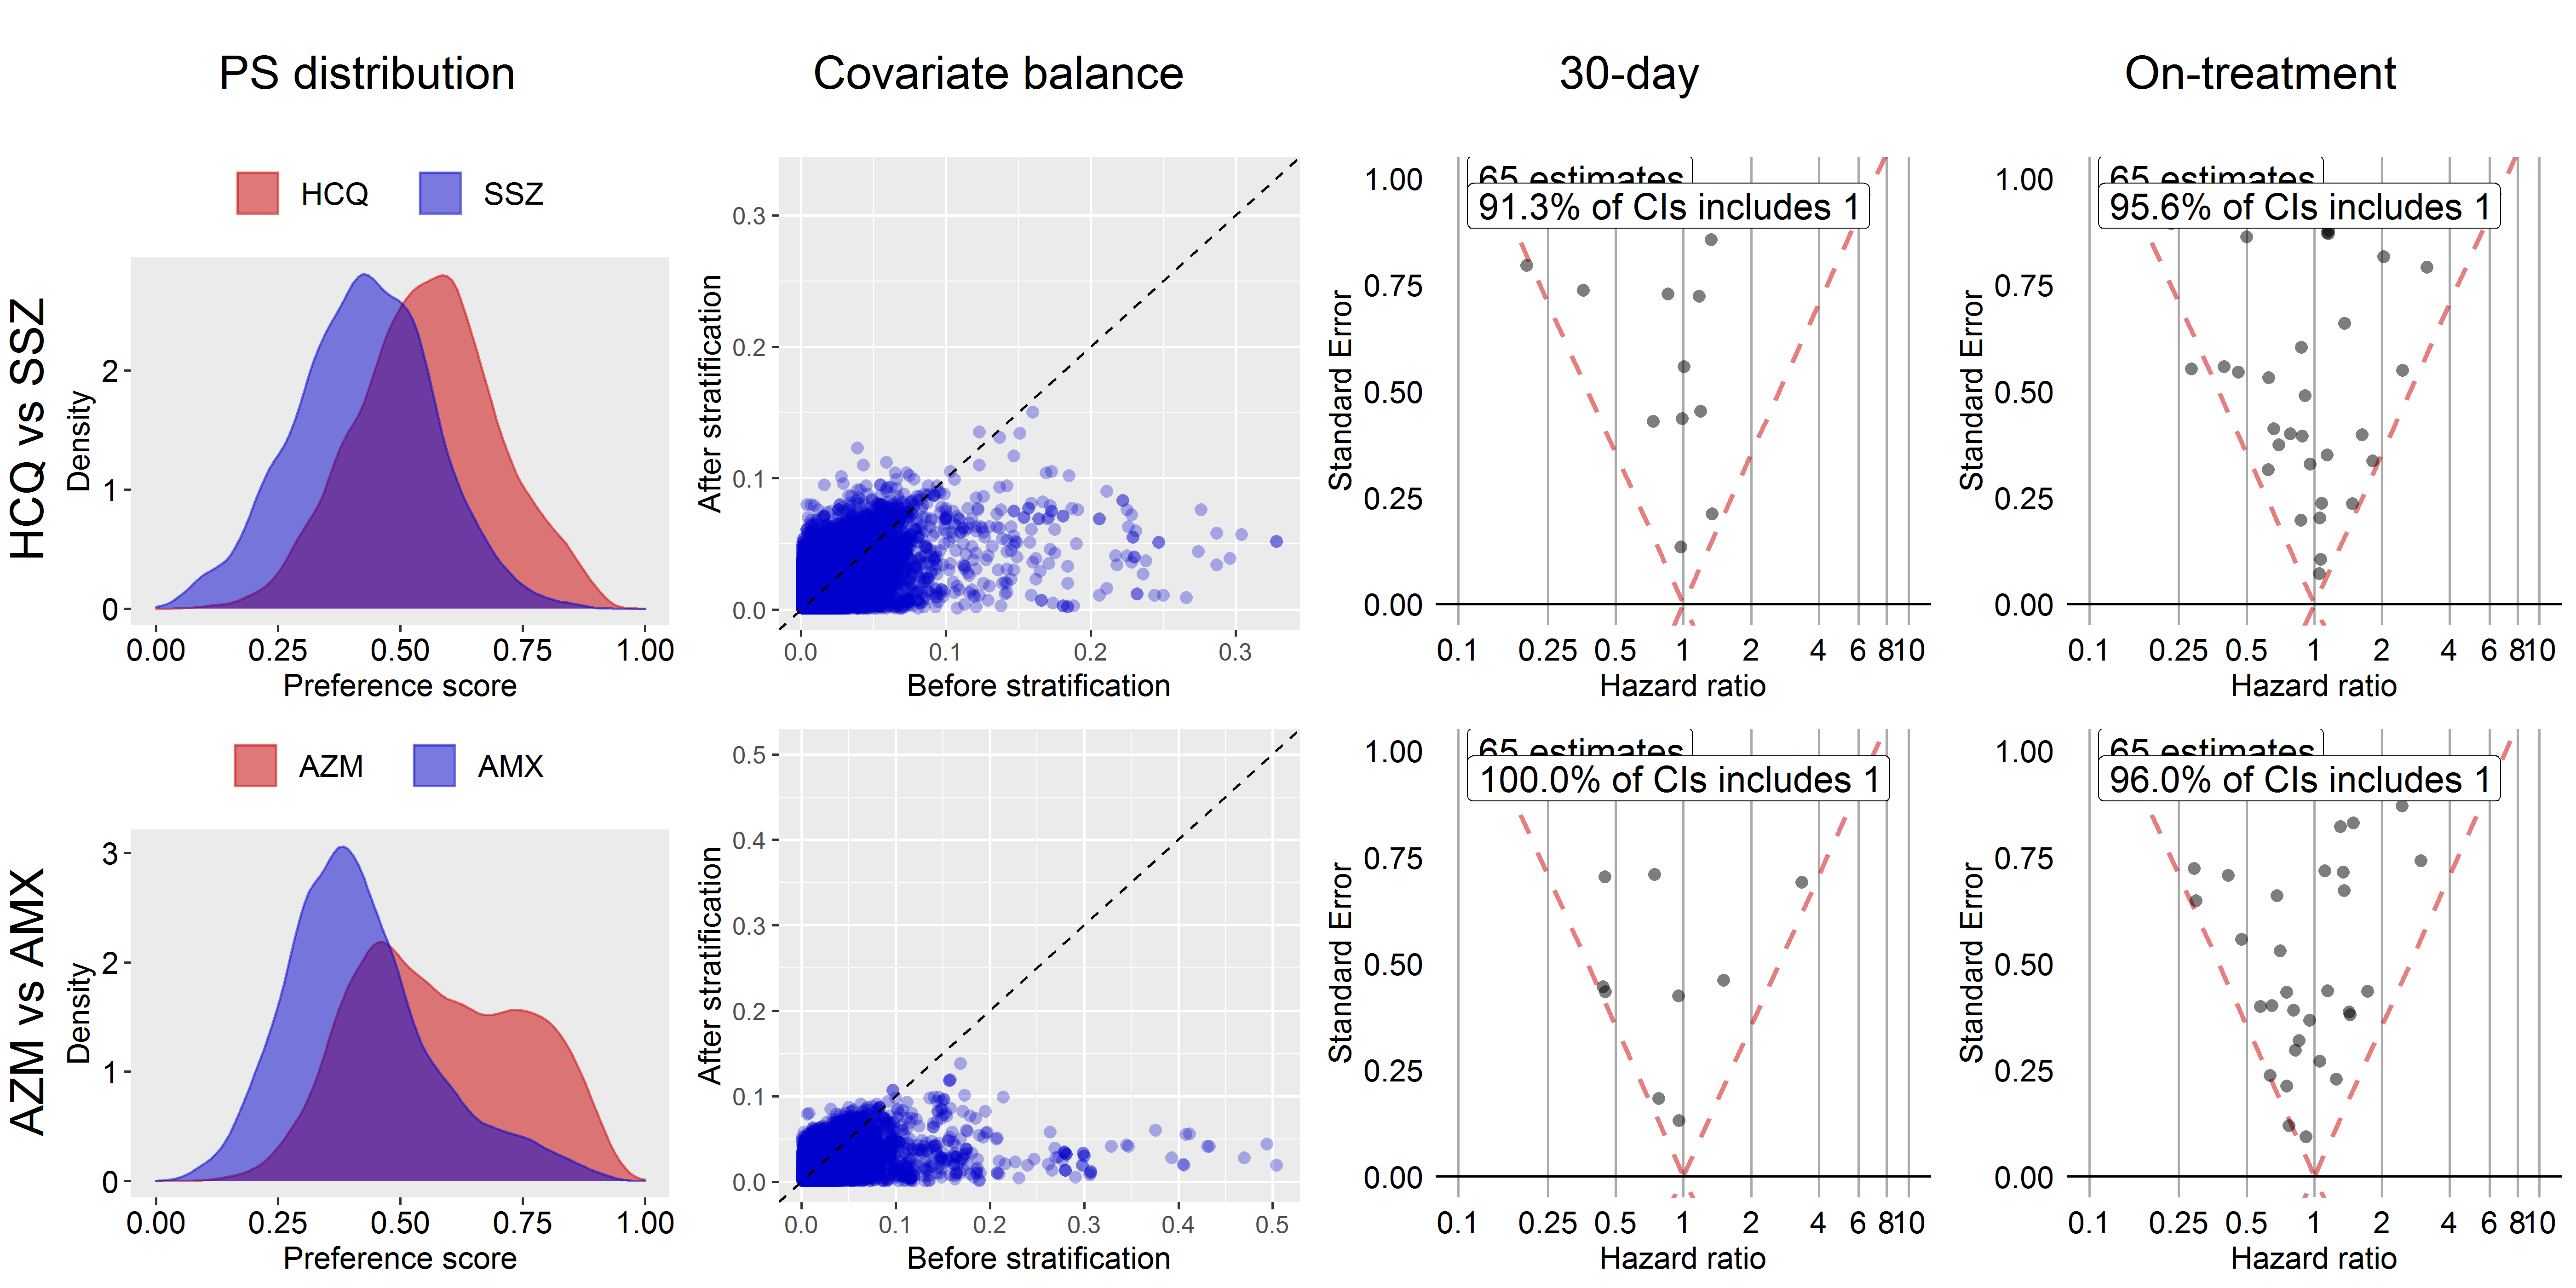 PS distribution
Covariate balance
30-day
On-treatment
HCQ vs SSZ
HCQ
SSZ
Density
2
1
0
0.00 0.25 0.50 0.75 1.00
Preference score
After stratification
0.3
0.2
0.1
0.0
0.0 0.1 0.2 0.3
Before stratification
65 estimates
91.3% of CIs includes 1
Standard Error
1.00
0.75
0.50
0.25
0.00
0.1 0.25 0.5 1 2 4 6 8 10
Hazard ratio
65 estimates
95.6% of CIs includes 1
Standard Error
1.00
0.75
0.50
0.25
0.00
0.1 0.25 0.5 1 2 4 6 8 10
Hazard ratio
AZM vs AMX
AZM
AMX
Density
3
2
1
0
0.00 0.25 0.50 0.75 1.00
Preference score
After stratification
0.5
0.4
0.3
0.2
0.1
0.0
0.0 0.1 0.2 0.3 0.4 0.5
Before stratification
65 estimates
100.0% of CIs includes 1
Standard Error
1.00
0.75
0.50
0.25
0.00
0.1 0.25 0.5 1 2 4 6 8 10
Hazard ratio
65 estimates
96.0% of CIs includes 1
Standard Error
1.00
0.75
0.50
0.25
0.00
0.1 0.25 0.5 1 2 4 6 8 10
Hazard ratio